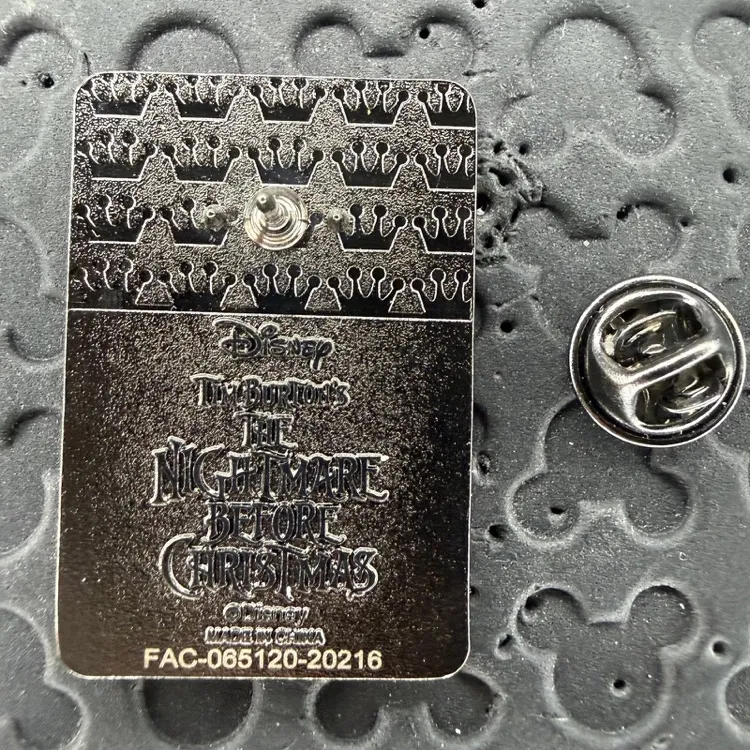 Disney
TIM BURTON'S
THE
NIGHTMARE
BEFORE
CHRISTMAS
©Disney
MADE IN CHINA
FAC-065120-20216